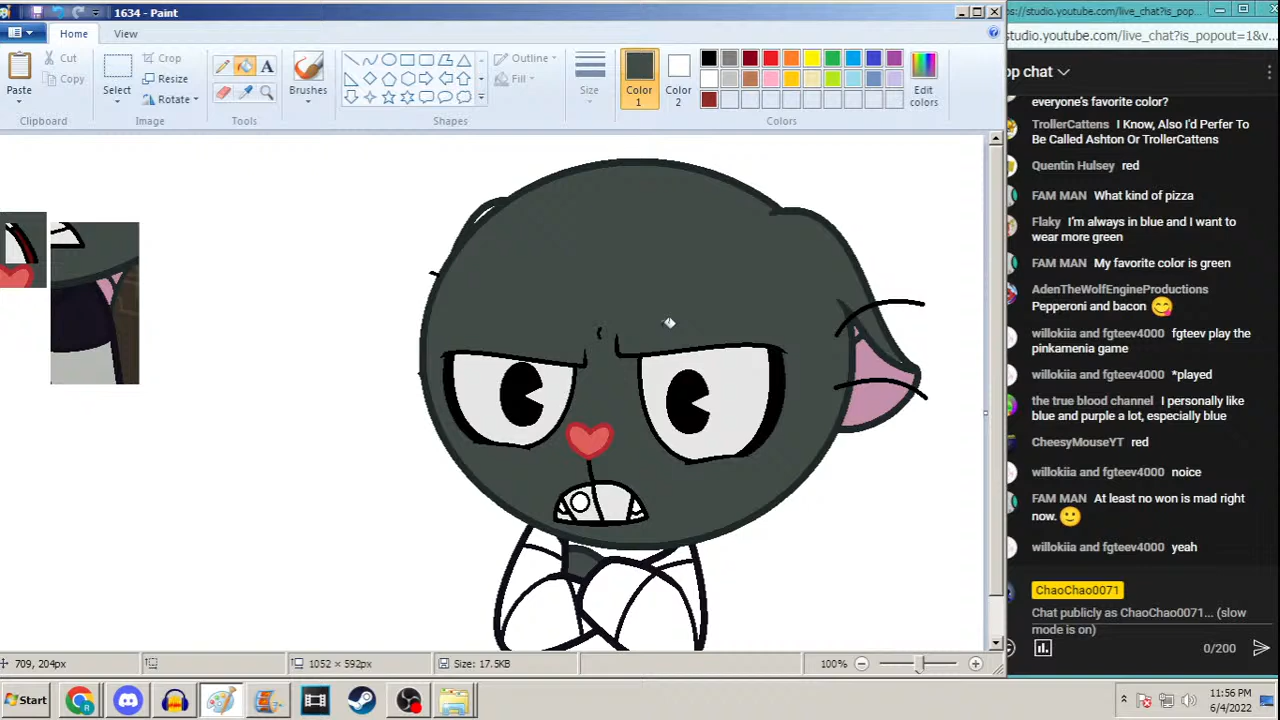 1634 - Paint
https://studio.youtube.com/live_chat?is_pop...
Home
View
studio.youtube.com/live_chat?is_popout=1&v...
Paste
Cut
Copy
Clipboard
Select
Crop
Resize
Rotate
Image
Tools
Brushes
Outline
Fill
Shapes
Size
Color
1
Color
2
Edit
colors
Colors
op chat
everyone's favorite color?
TrollerCattens I Know, Also I'd Perfer To
Be Called Ashton Or TrollerCattens
Quentin Hulsey red
FAM MAN What kind of pizza
Flaky I'm always in blue and I want to
wear more green
FAM MAN My favorite color is green
AdenTheWolfEngineProductions
Pepperoni and bacon 😋
willokiia and fgteev4000 fgteev play the
pinkamenia game
willokiia and fgteev4000 *played
the true blood channel I personally like
blue and purple a lot, especially blue
CheesyMouseYT red
willokiia and fgteev4000 noice
FAM MAN At least no won is mad right
now. 🙂
willokiia and fgteev4000 yeah
ChaoChao0071
Chat publicly as ChaoChao0071... (slow
mode is on)
0/200
709, 204px
1052 × 592px
Size: 17.5KB
100%
Start
11:56 PM
6/4/2022